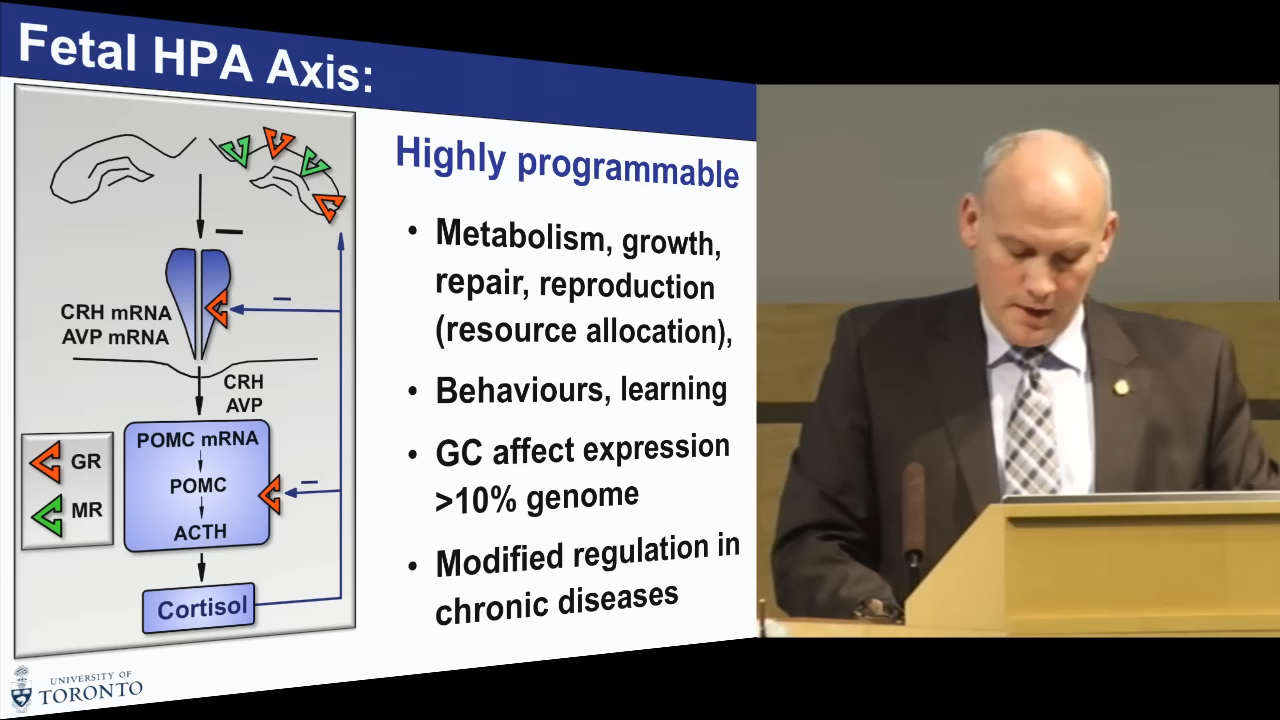 Fetal HPA Axis:
CRH mRNA
AVP mRNA
CRH
AVP
POMC mRNA
POMC
ACTH
GR
MR
Cortisol
Highly programmable
• Metabolism, growth,
repair, reproduction
(resource allocation),
• Behaviours, learning
• GC affect expression
>10% genome
• Modified regulation in
chronic diseases
UNIVERSITY OF
TORONTO